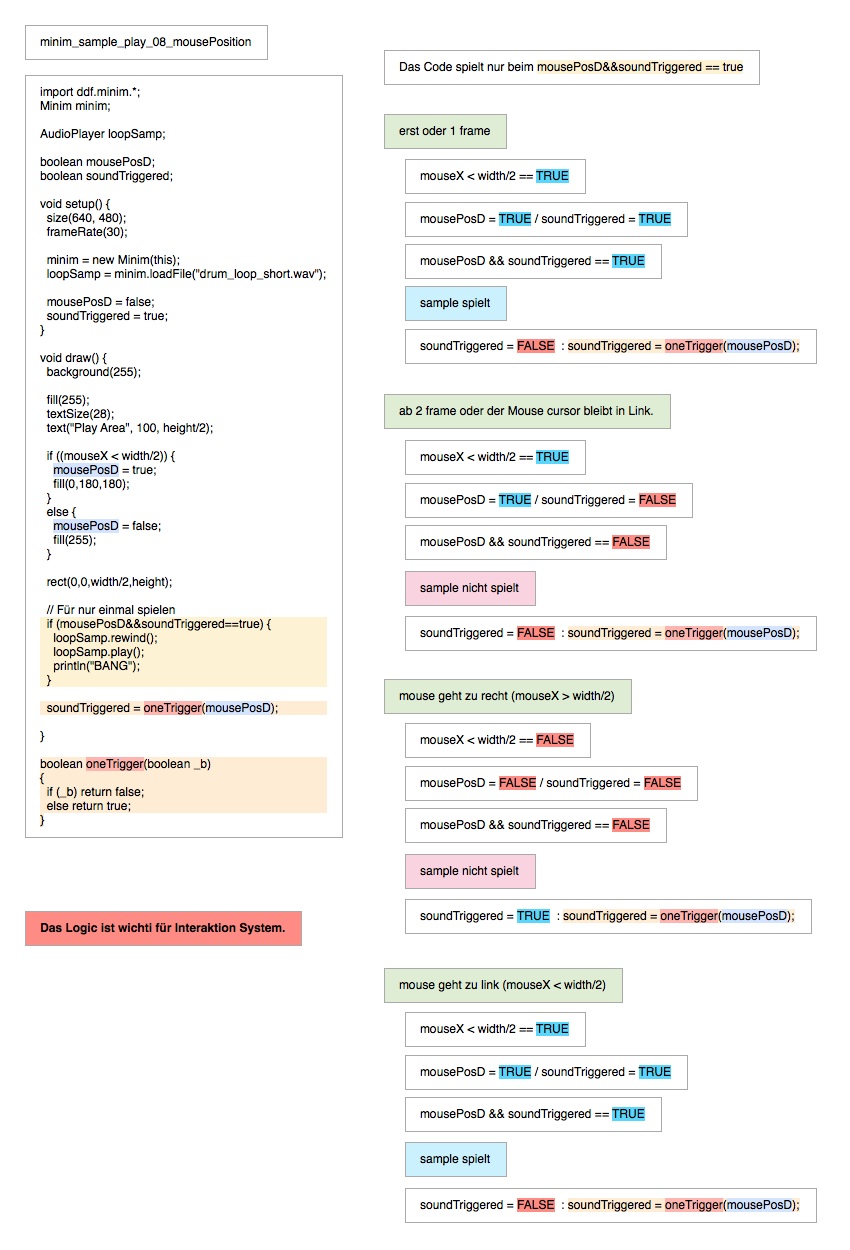 minim_sample_play_08_mousePosition
import ddf.minim.*;
Minim minim;
AudioPlayer loopSamp;
boolean mousePosD;
boolean soundTriggered;
void setup() {
size(640, 480);
frameRate(30);
minim = new Minim(this);
loopSamp = minim.loadFile("drum_loop_short.wav");
mousePosD = false;
soundTriggered = true;
}
void draw() {
background(255);
fill(255);
textSize(28);
text("Play Area", 100, height/2);
if ((mouseX < width/2)) {
mousePosD = true;
fill(0,180,180);
}
else {
mousePosD = false;
fill(255);
}
rect(0,0,width/2,height);
// Für nur einmal spielen
if (mousePosD&&soundTriggered==true) {
loopSamp.rewind();
loopSamp.play();
println("BANG");
}
soundTriggered = oneTrigger(mousePosD);
}
boolean oneTrigger(boolean _b)
{
if (_b) return false;
else return true;
}
Das Logic ist wichti für Interaktion System.
Das Code spielt nur beim mousePosD&&soundTriggered == true
erst oder 1 frame
mouseX < width/2 == TRUE
mousePosD = TRUE / soundTriggered = TRUE
mousePosD && soundTriggered == TRUE
sample spielt
soundTriggered = FALSE : soundTriggered = oneTrigger(mousePosD);
ab 2 frame oder der Mouse cursor bleibt in Link.
mouseX < width/2 == TRUE
mousePosD = TRUE / soundTriggered = FALSE
mousePosD && soundTriggered == FALSE
sample nicht spielt
soundTriggered = FALSE : soundTriggered = oneTrigger(mousePosD);
mouse geht zu recht (mouseX > width/2)
mouseX < width/2 == FALSE
mousePosD = FALSE / soundTriggered = FALSE
mousePosD && soundTriggered == FALSE
sample nicht spielt
soundTriggered = TRUE : soundTriggered = oneTrigger(mousePosD);
mouse geht zu link (mouseX < width/2)
mouseX < width/2 == TRUE
mousePosD = TRUE / soundTriggered = TRUE
mousePosD && soundTriggered == TRUE
sample spielt
soundTriggered = FALSE : soundTriggered = oneTrigger(mousePosD);